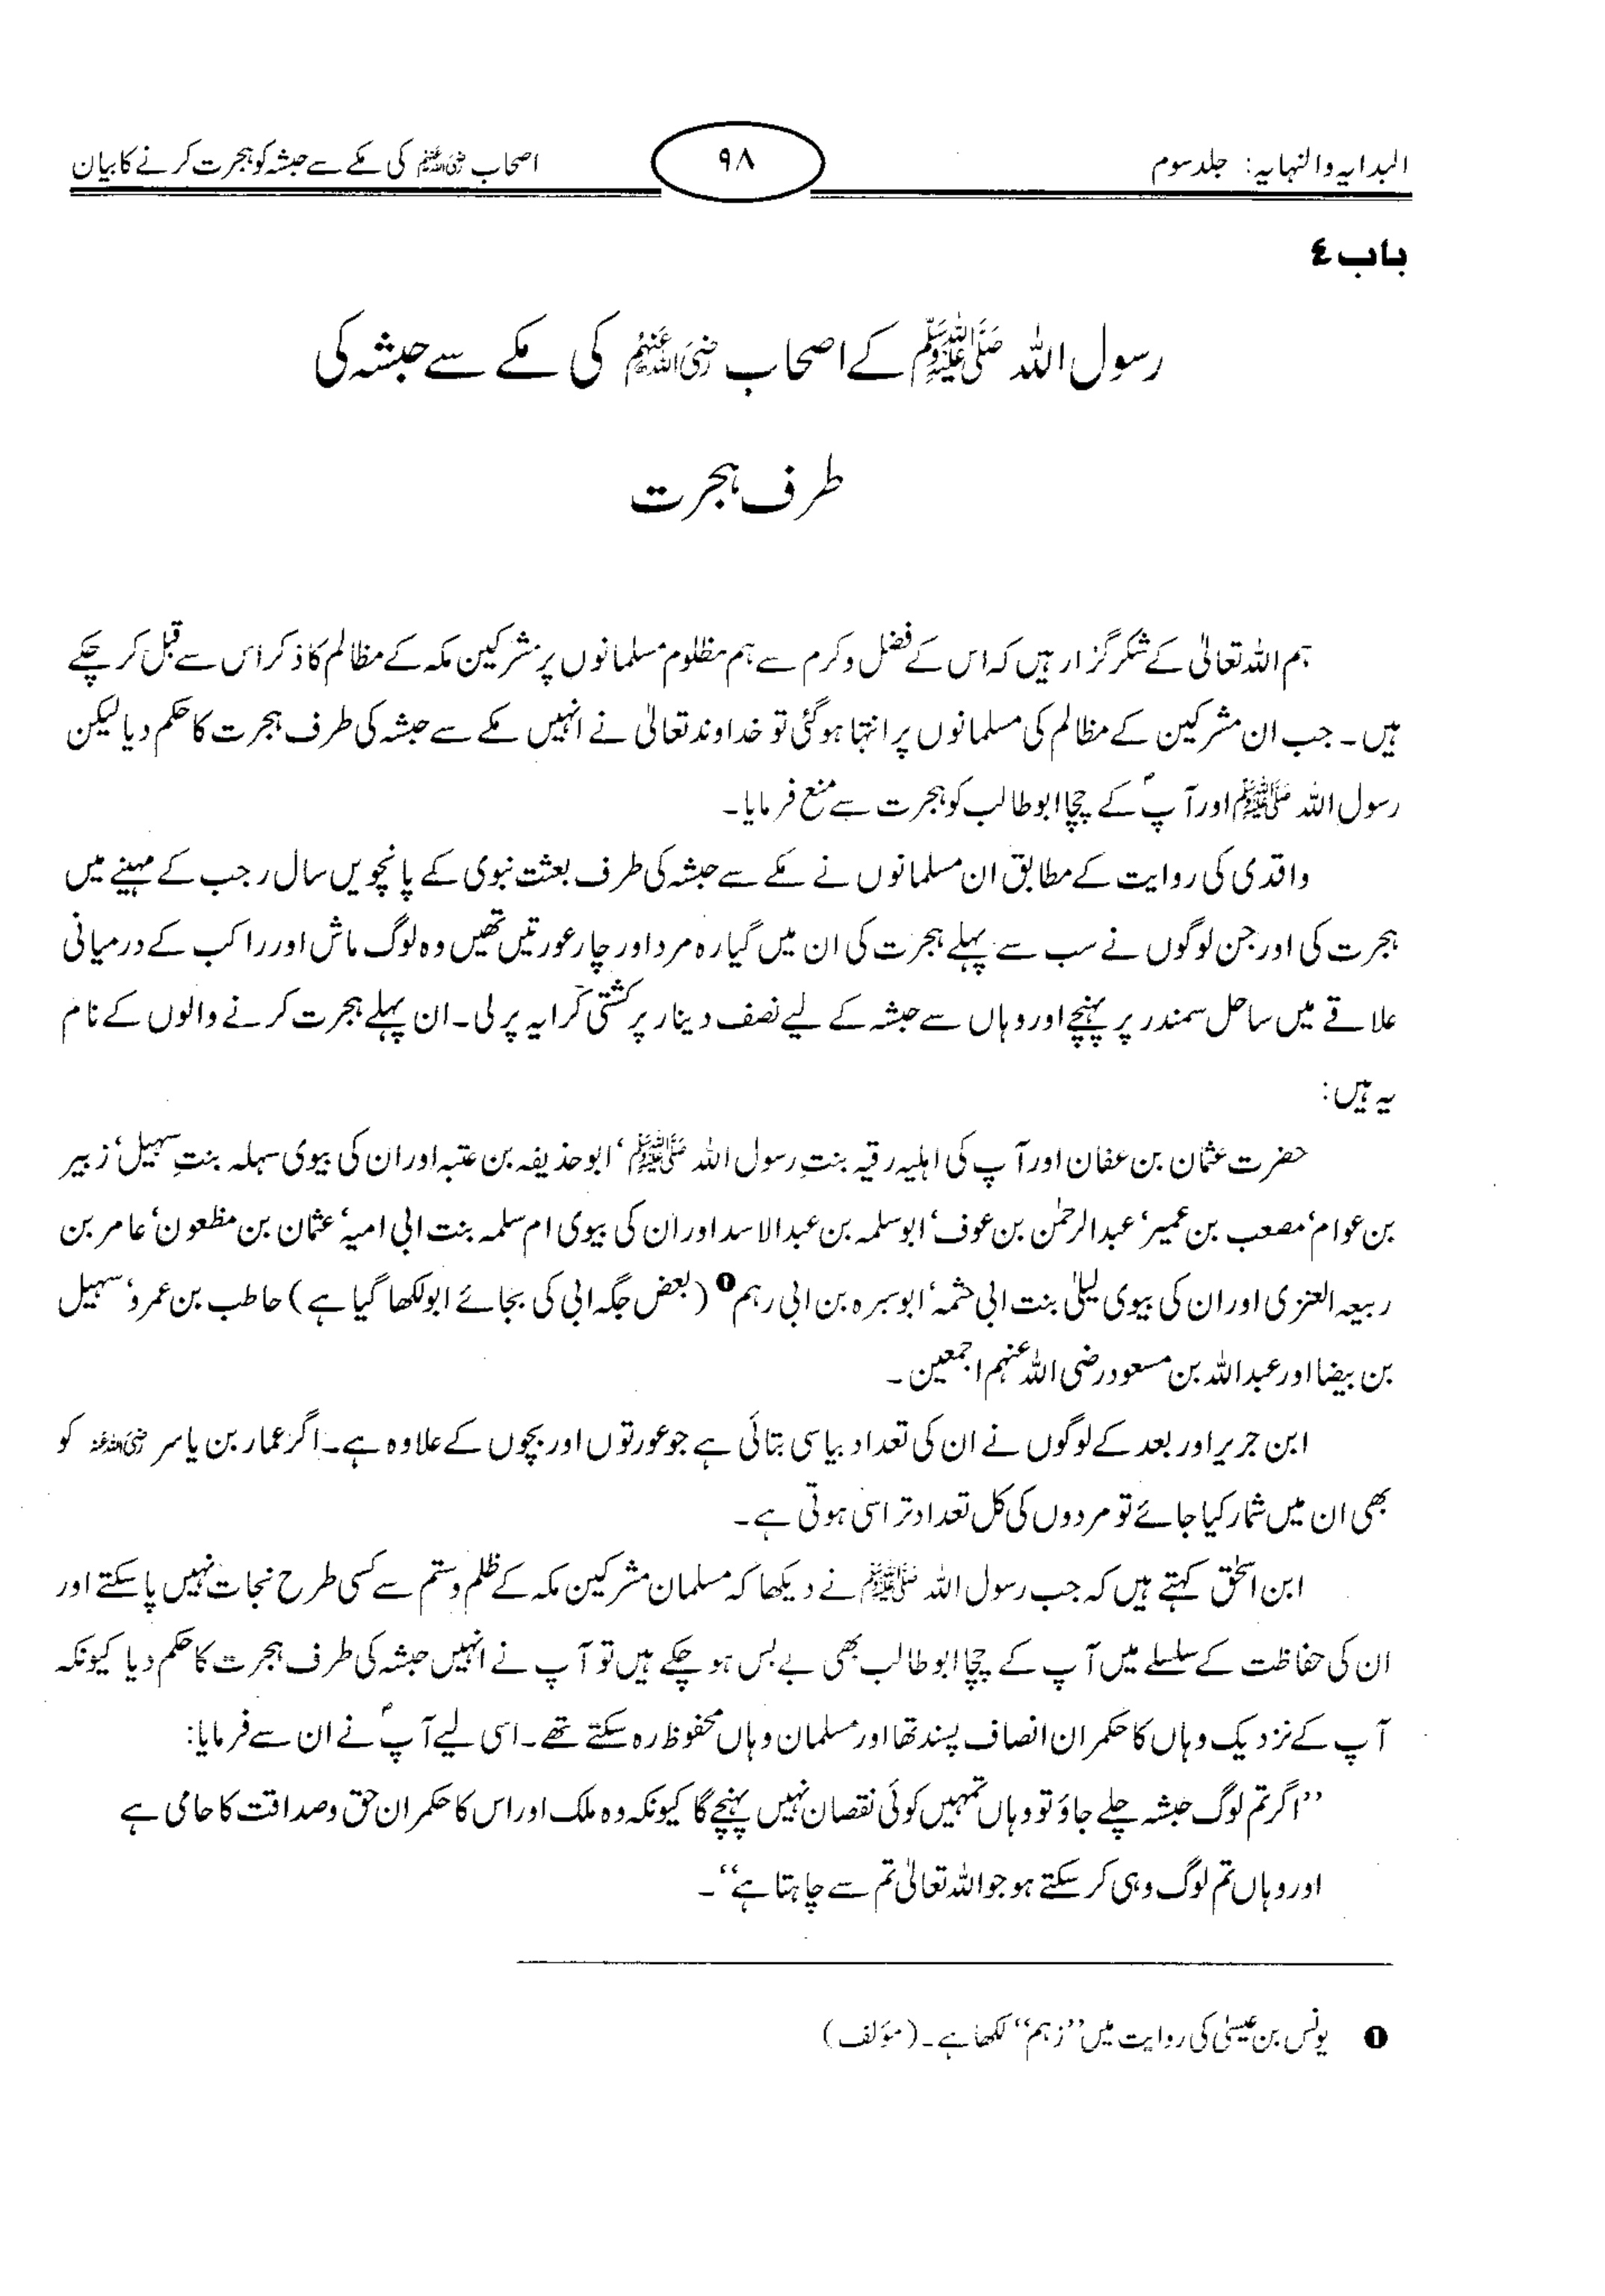 البدایہ والنہایہ: جلد سوم
۹۸
اصحاب رضی اللہ عنہم کی مکے سے حبشہ کو ہجرت کرنے کا بیان
باب ٤
رسول اللہ ﷺ کے اصحاب رضی اللہ عنہم کی مکے سے حبشہ کی
طرف ہجرت
ہم اللہ تعالیٰ کے شکر گزار ہیں کہ اس کے فضل و کرم سے ہم مظلوم مسلمانوں پر مشرکین مکہ کے مظالم کا ذکر اس سے قبل کر چکے
ہیں۔ جب ان مشرکین کے مظالم کی مسلمانوں پر انتہا ہو گئی تو خداوند تعالیٰ نے انہیں مکے سے حبشہ کی طرف ہجرت کا حکم دیا لیکن
رسول اللہ ﷺ اور آپؐ کے چچا ابو طالب کو ہجرت سے منع فرمایا۔
واقدی کی روایت کے مطابق ان مسلمانوں نے مکے سے حبشہ کی طرف بعثت نبوی کے پانچویں سال رجب کے مہینے میں
ہجرت کی اور جن لوگوں نے سب سے پہلے ہجرت کی ان میں گیارہ مرد اور چار عورتیں تھیں وہ لوگ ماش اور راکب کے درمیانی
علاقے میں ساحل سمندر پر پہنچے اور وہاں سے حبشہ کے لیے نصف دینار پر کشتی کرایہ پر لی۔ ان پہلے ہجرت کرنے والوں کے نام
یہ ہیں:
حضرت عثمان بن عفان اور آپ کی اہلیہ رقیہ بنتِ رسول اللہ ﷺ‘ ابو حذیفہ بن عتبہ اور ان کی بیوی سہلہ بنتِ سہیل‘ زبیر
بن عوام‘ مصعب بن عمیر‘ عبدالرحمٰن بن عوف‘ ابو سلمہ بن عبدالاسد اور ان کی بیوی ام سلمہ بنت ابی امیہ‘ عثمان بن مظعون‘ عامر بن
ربیعہ العنزی اور ان کی بیوی لیلیٰ بنت ابی خثمہ‘ ابو سبرہ بن ابی رہم❶ (بعض جگہ ابی کی بجائے ابو لکھا گیا ہے) حاطب بن عمرو‘ سہیل
بن بیضا اور عبداللہ بن مسعود رضی اللہ عنہم اجمعین۔
ابن جریر اور بعد کے لوگوں نے ان کی تعداد بیاسی بتائی ہے جو عورتوں اور بچوں کے علاوہ ہے۔ اگر عمار بن یاسر رضی اللہ عنہ کو
بھی ان میں شمار کیا جائے تو مردوں کی کل تعداد تراسی ہوتی ہے۔
ابن اسحٰق کہتے ہیں کہ جب رسول اللہ ﷺ نے دیکھا کہ مسلمان مشرکین مکہ کے ظلم و ستم سے کسی طرح نجات نہیں پا سکتے اور
ان کی حفاظت کے سلسلے میں آپ کے چچا ابو طالب بھی بے بس ہو چکے ہیں تو آپ نے انہیں حبشہ کی طرف ہجرت کا حکم دیا کیونکہ
آپ کے نزدیک وہاں کا حکمران انصاف پسند تھا اور مسلمان وہاں محفوظ رہ سکتے تھے۔ اسی لیے آپؐ نے ان سے فرمایا:
’’اگر تم لوگ حبشہ چلے جاؤ تو وہاں تمہیں کوئی نقصان نہیں پہنچے گا کیونکہ وہ ملک اور اس کا حکمران حق و صداقت کا حامی ہے
اور وہاں تم لوگ وہی کر سکتے ہو جو اللہ تعالیٰ تم سے چاہتا ہے‘‘۔
❶ یونس بن عیسیٰ کی روایت میں ’’زہم‘‘ لکھا ہے۔ (مؤلف)